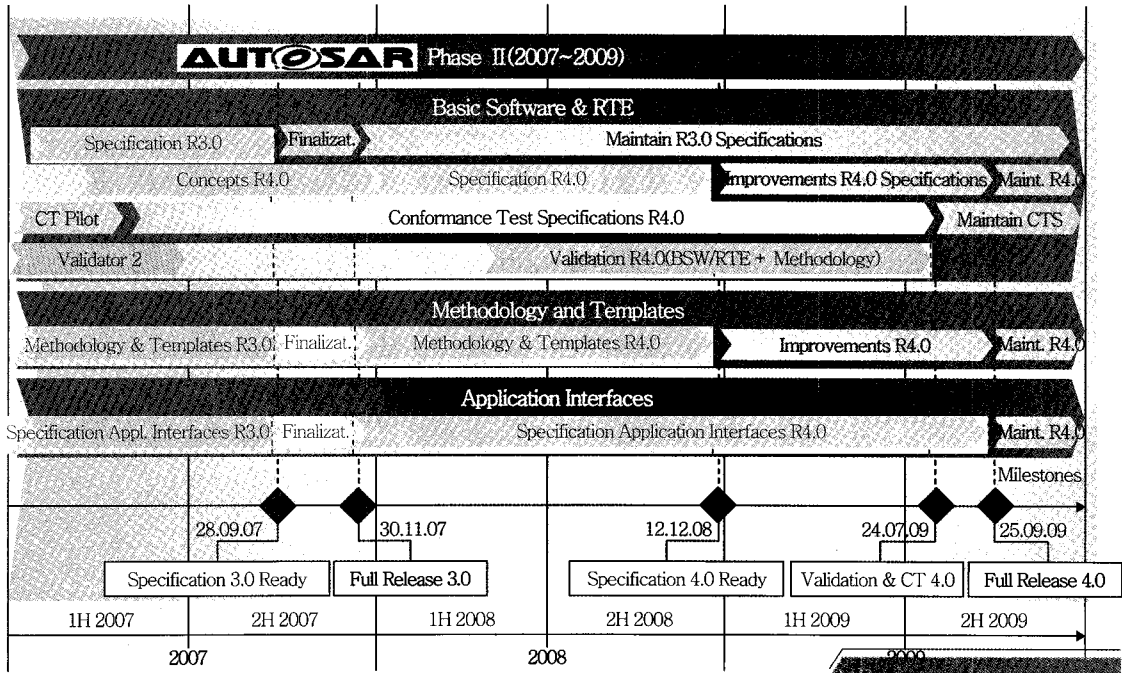 AUTOSAR Phase II(2007~2009)
Basic Software & RTE
Specification R3.0 Finalizat. Maintain R3.0 Specifications
Concepts R4.0 Specification R4.0 Improvements R4.0 Specifications Maint. R4.0
CT Pilot Conformance Test Specifications R4.0 Maintain CTS
Validator 2 Validation R4.0(BSW/RTE + Methodology)
Methodology and Templates
Methodology & Templates R3.0 Finalizat. Methodology & Templates R4.0 Improvements R4.0 Maint. R4.0
Application Interfaces
Specification Appl. Interfaces R3.0 Finalizat. Specification Application Interfaces R4.0 Maint. R4.0
Milestones
28.09.07 30.11.07 12.12.08 24.07.09 25.09.09
Specification 3.0 Ready Full Release 3.0 Specification 4.0 Ready Validation & CT 4.0 Full Release 4.0
1H 2007 2H 2007 1H 2008 2H 2008 1H 2009 2H 2009
2007 2008 2009